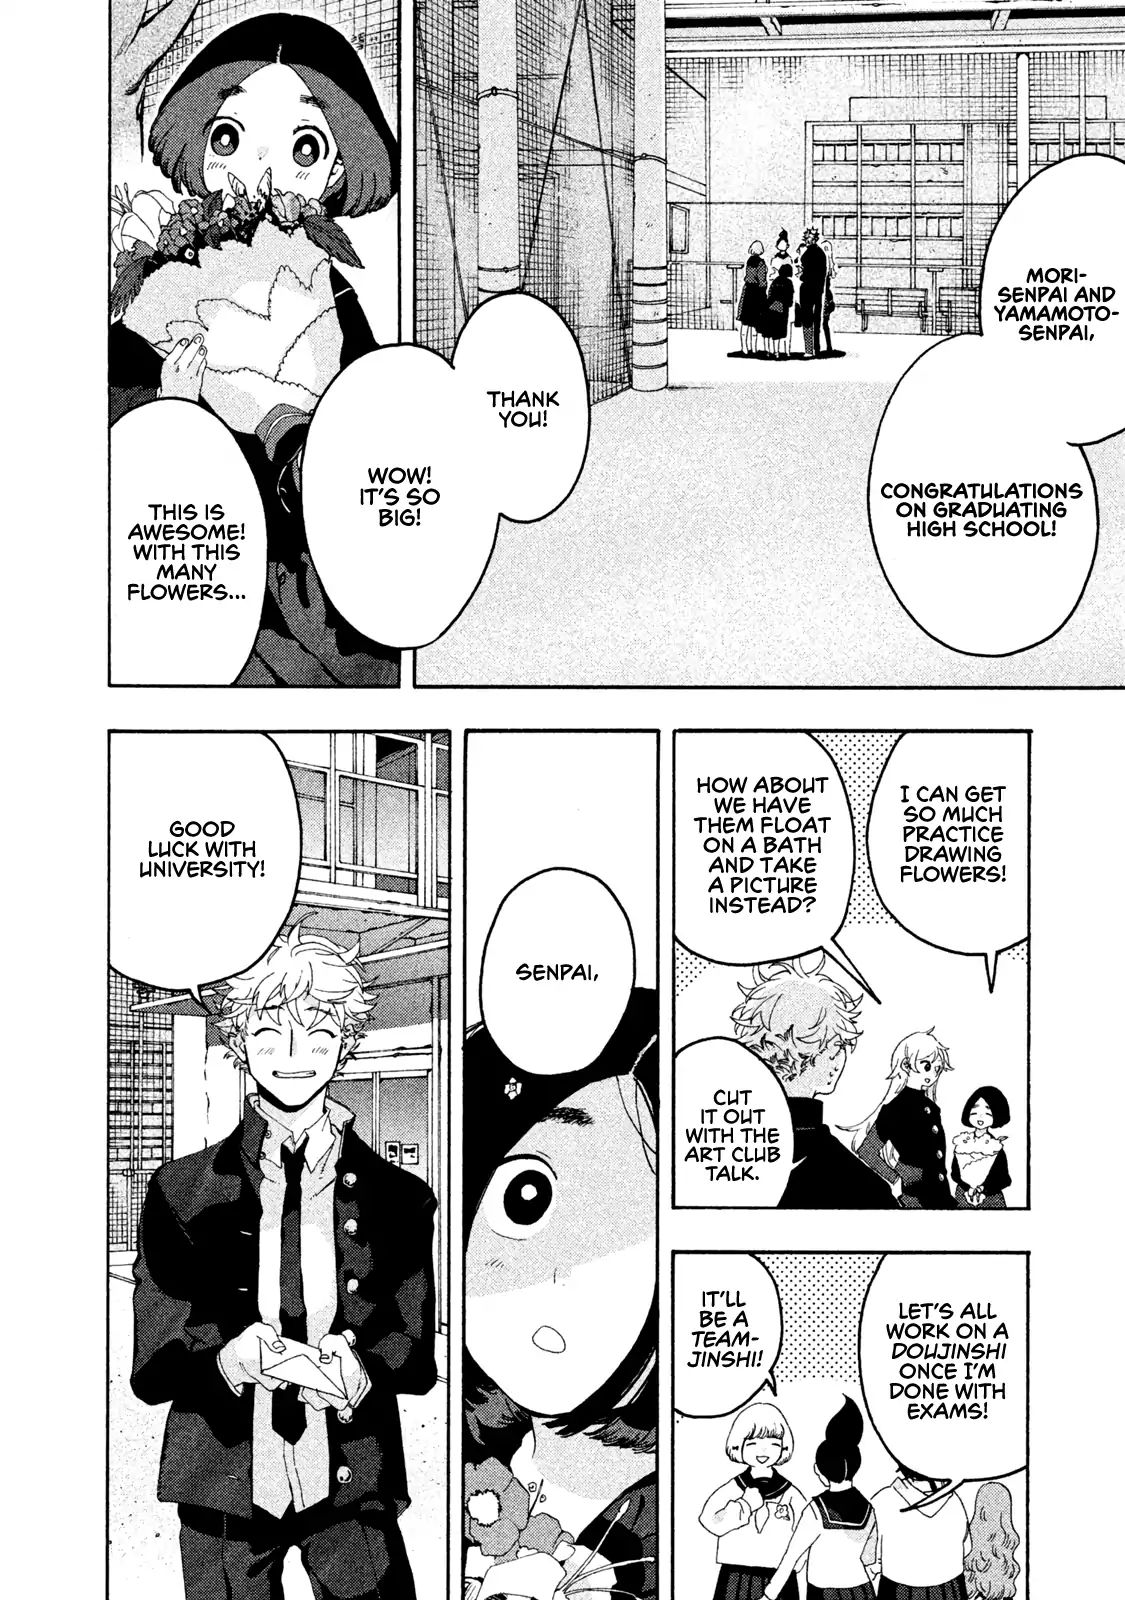 MORI-
SENPAI AND
YAMAMOTO-
SENPAI,
CONGRATULATIONS
ON GRADUATING
HIGH SCHOOL!
THANK
YOU!
WOW!
IT'S SO
BIG!
THIS IS
AWESOME!
WITH THIS
MANY
FLOWERS...
I CAN GET
SO MUCH
PRACTICE
DRAWING
FLOWERS!
HOW ABOUT
WE HAVE
THEM FLOAT
ON A BATH
AND TAKE
A PICTURE
INSTEAD?
CUT
IT OUT
WITH THE
ART CLUB
TALK.
LET'S ALL
WORK ON A
DOUJINSHI
ONCE I'M
DONE WITH
EXAMS!
IT'LL
BE A
TEAM-
JINSHI!
SENPAI,
GOOD
LUCK WITH
UNIVERSITY!